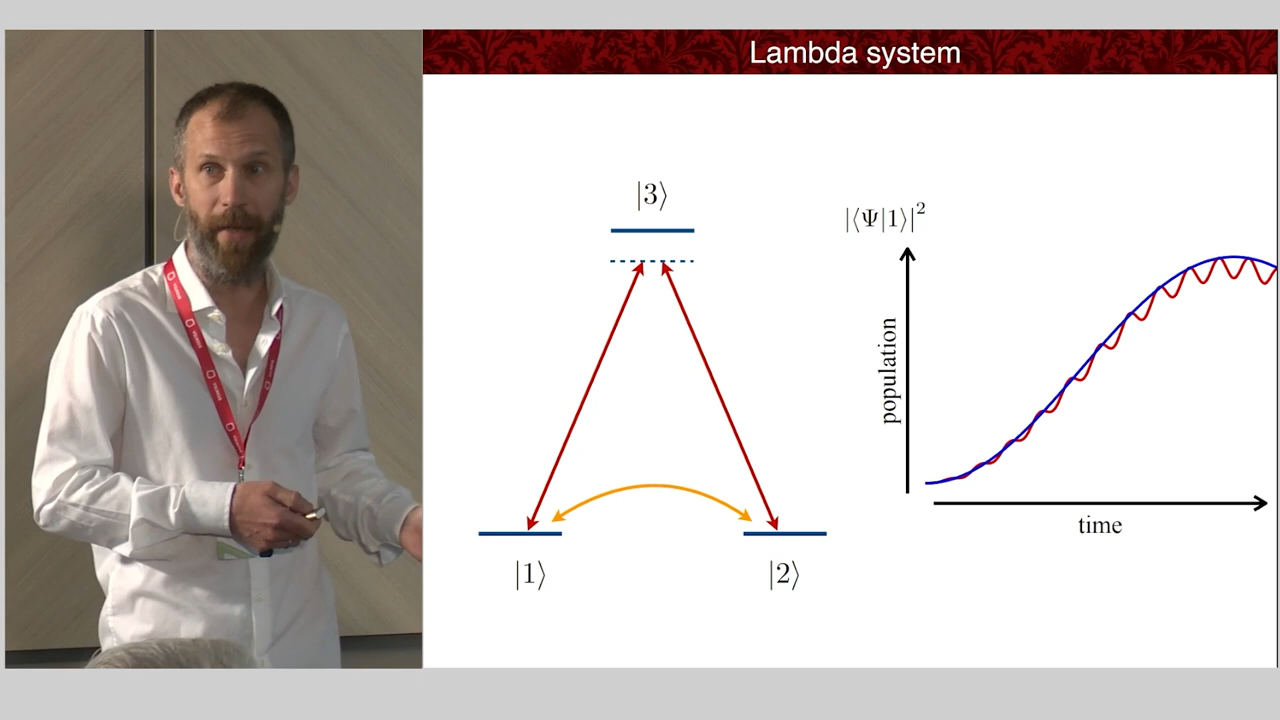 Lambda system
|3⟩
|⟨Ψ|1⟩|²
population
time
|1⟩
|2⟩